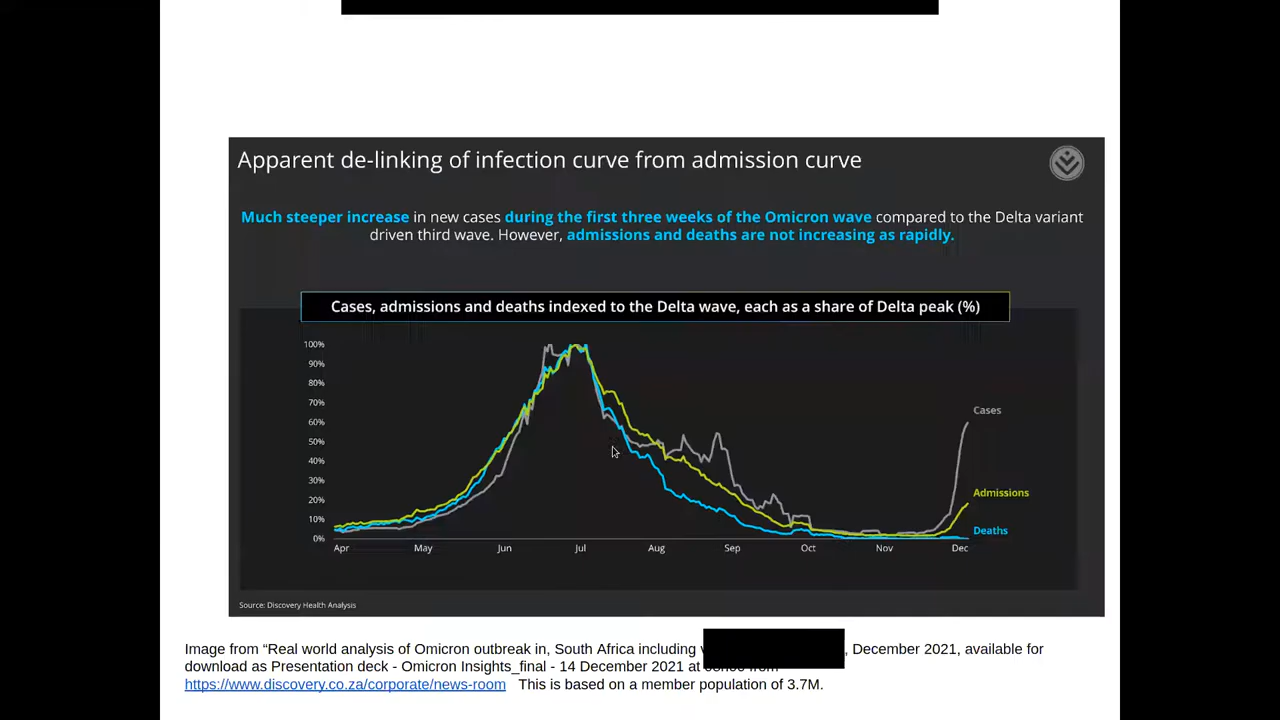 Apparent de-linking of infection curve from admission curve
Much steeper increase in new cases during the first three weeks of the Omicron wave compared to the Delta variant
driven third wave. However, admissions and deaths are not increasing as rapidly.
Cases, admissions and deaths indexed to the Delta wave, each as a share of Delta peak (%)
100%
90%
80%
70%
60%
50%
40%
30%
20%
10%
0%
Cases
Admissions
Deaths
Apr May Jun Jul Aug Sep Oct Nov Dec
Source: Discovery Health Analysis
Image from “Real world analysis of Omicron outbreak in, South Africa including , December 2021, available for
download as Presentation deck - Omicron Insights_final - 14 December 2021 at
https://www.discovery.co.za/corporate/news-room This is based on a member population of 3.7M.